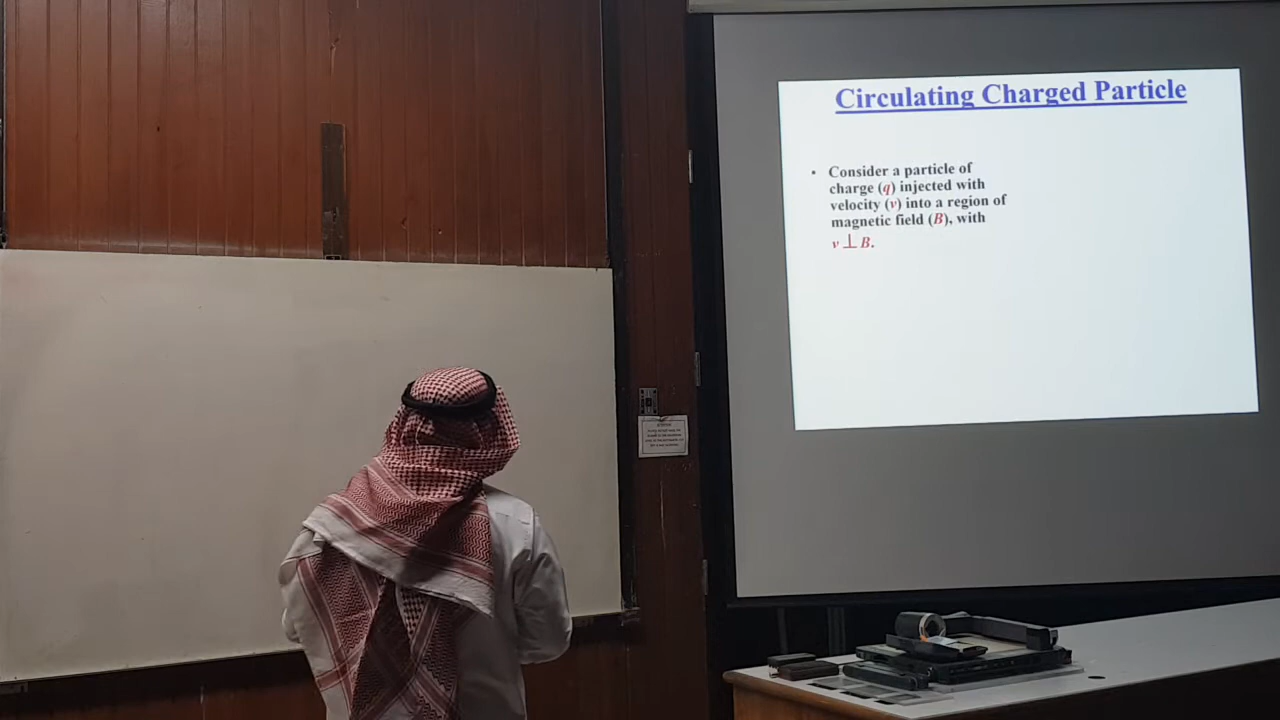 Circulating Charged Particle
• Consider a particle of
charge (q) injected with
velocity (v) into a region of
magnetic field (B), with
v ⊥ B.